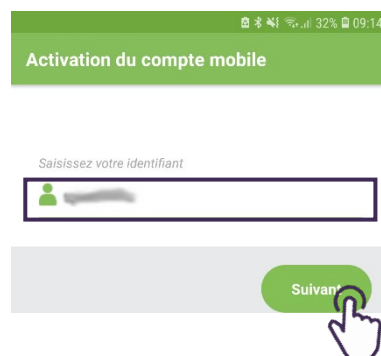 32% 09:14
Activation du compte mobile
Saisissez votre identifiant
Suivant